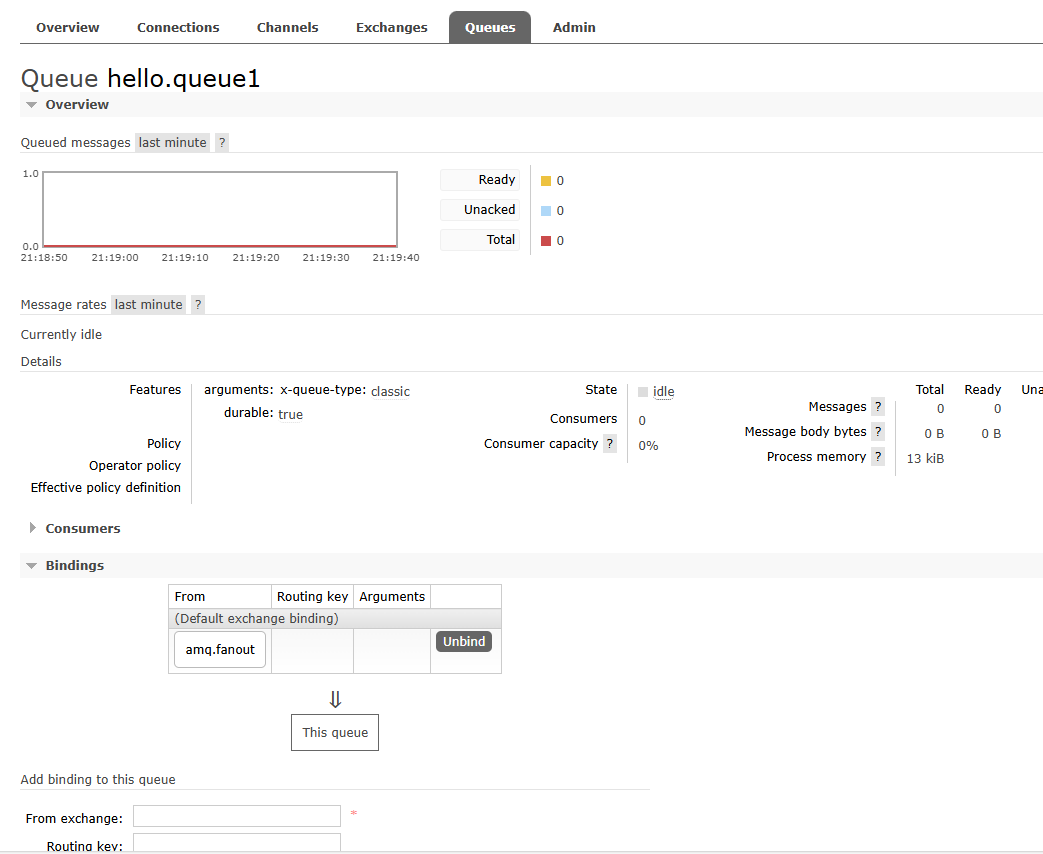 Overview Connections Channels Exchanges Queues Admin
Queue hello.queue1
Overview
Queued messages last minute ?
1.0
0.0
21:18:50 21:19:00 21:19:10 21:19:20 21:19:30 21:19:40
Ready 0
Unacked 0
Total 0
Message rates last minute ?
Currently idle
Details
Features arguments: x-queue-type: classic
durable: true
Policy
Operator policy
Effective policy definition
State idle
Consumers 0
Consumer capacity ? 0%
Total Ready Una
Messages ? 0 0
Message body bytes ? 0 B 0 B
Process memory ? 13 kiB
Consumers
Bindings
From Routing key Arguments
(Default exchange binding)
amq.fanout Unbind
⇓
This queue
Add binding to this queue
From exchange: *
Routing key: